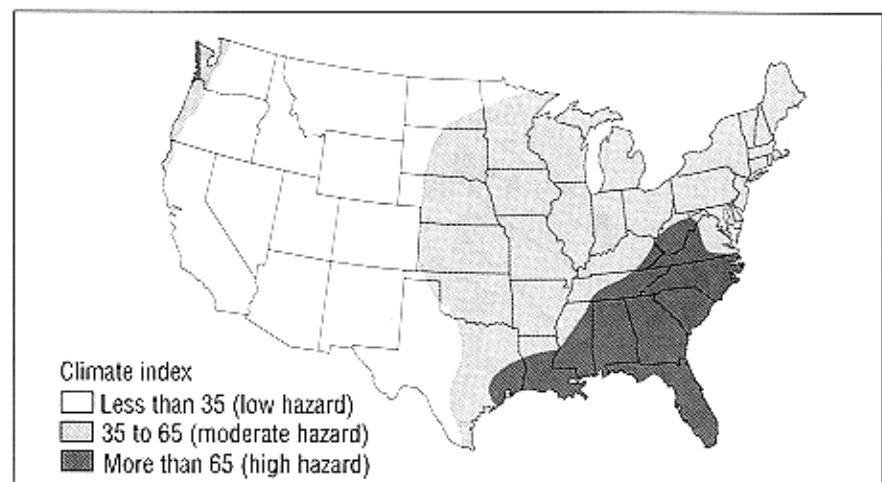 Climate index
Less than 35 (low hazard)
35 to 65 (moderate hazard)
More than 65 (high hazard)